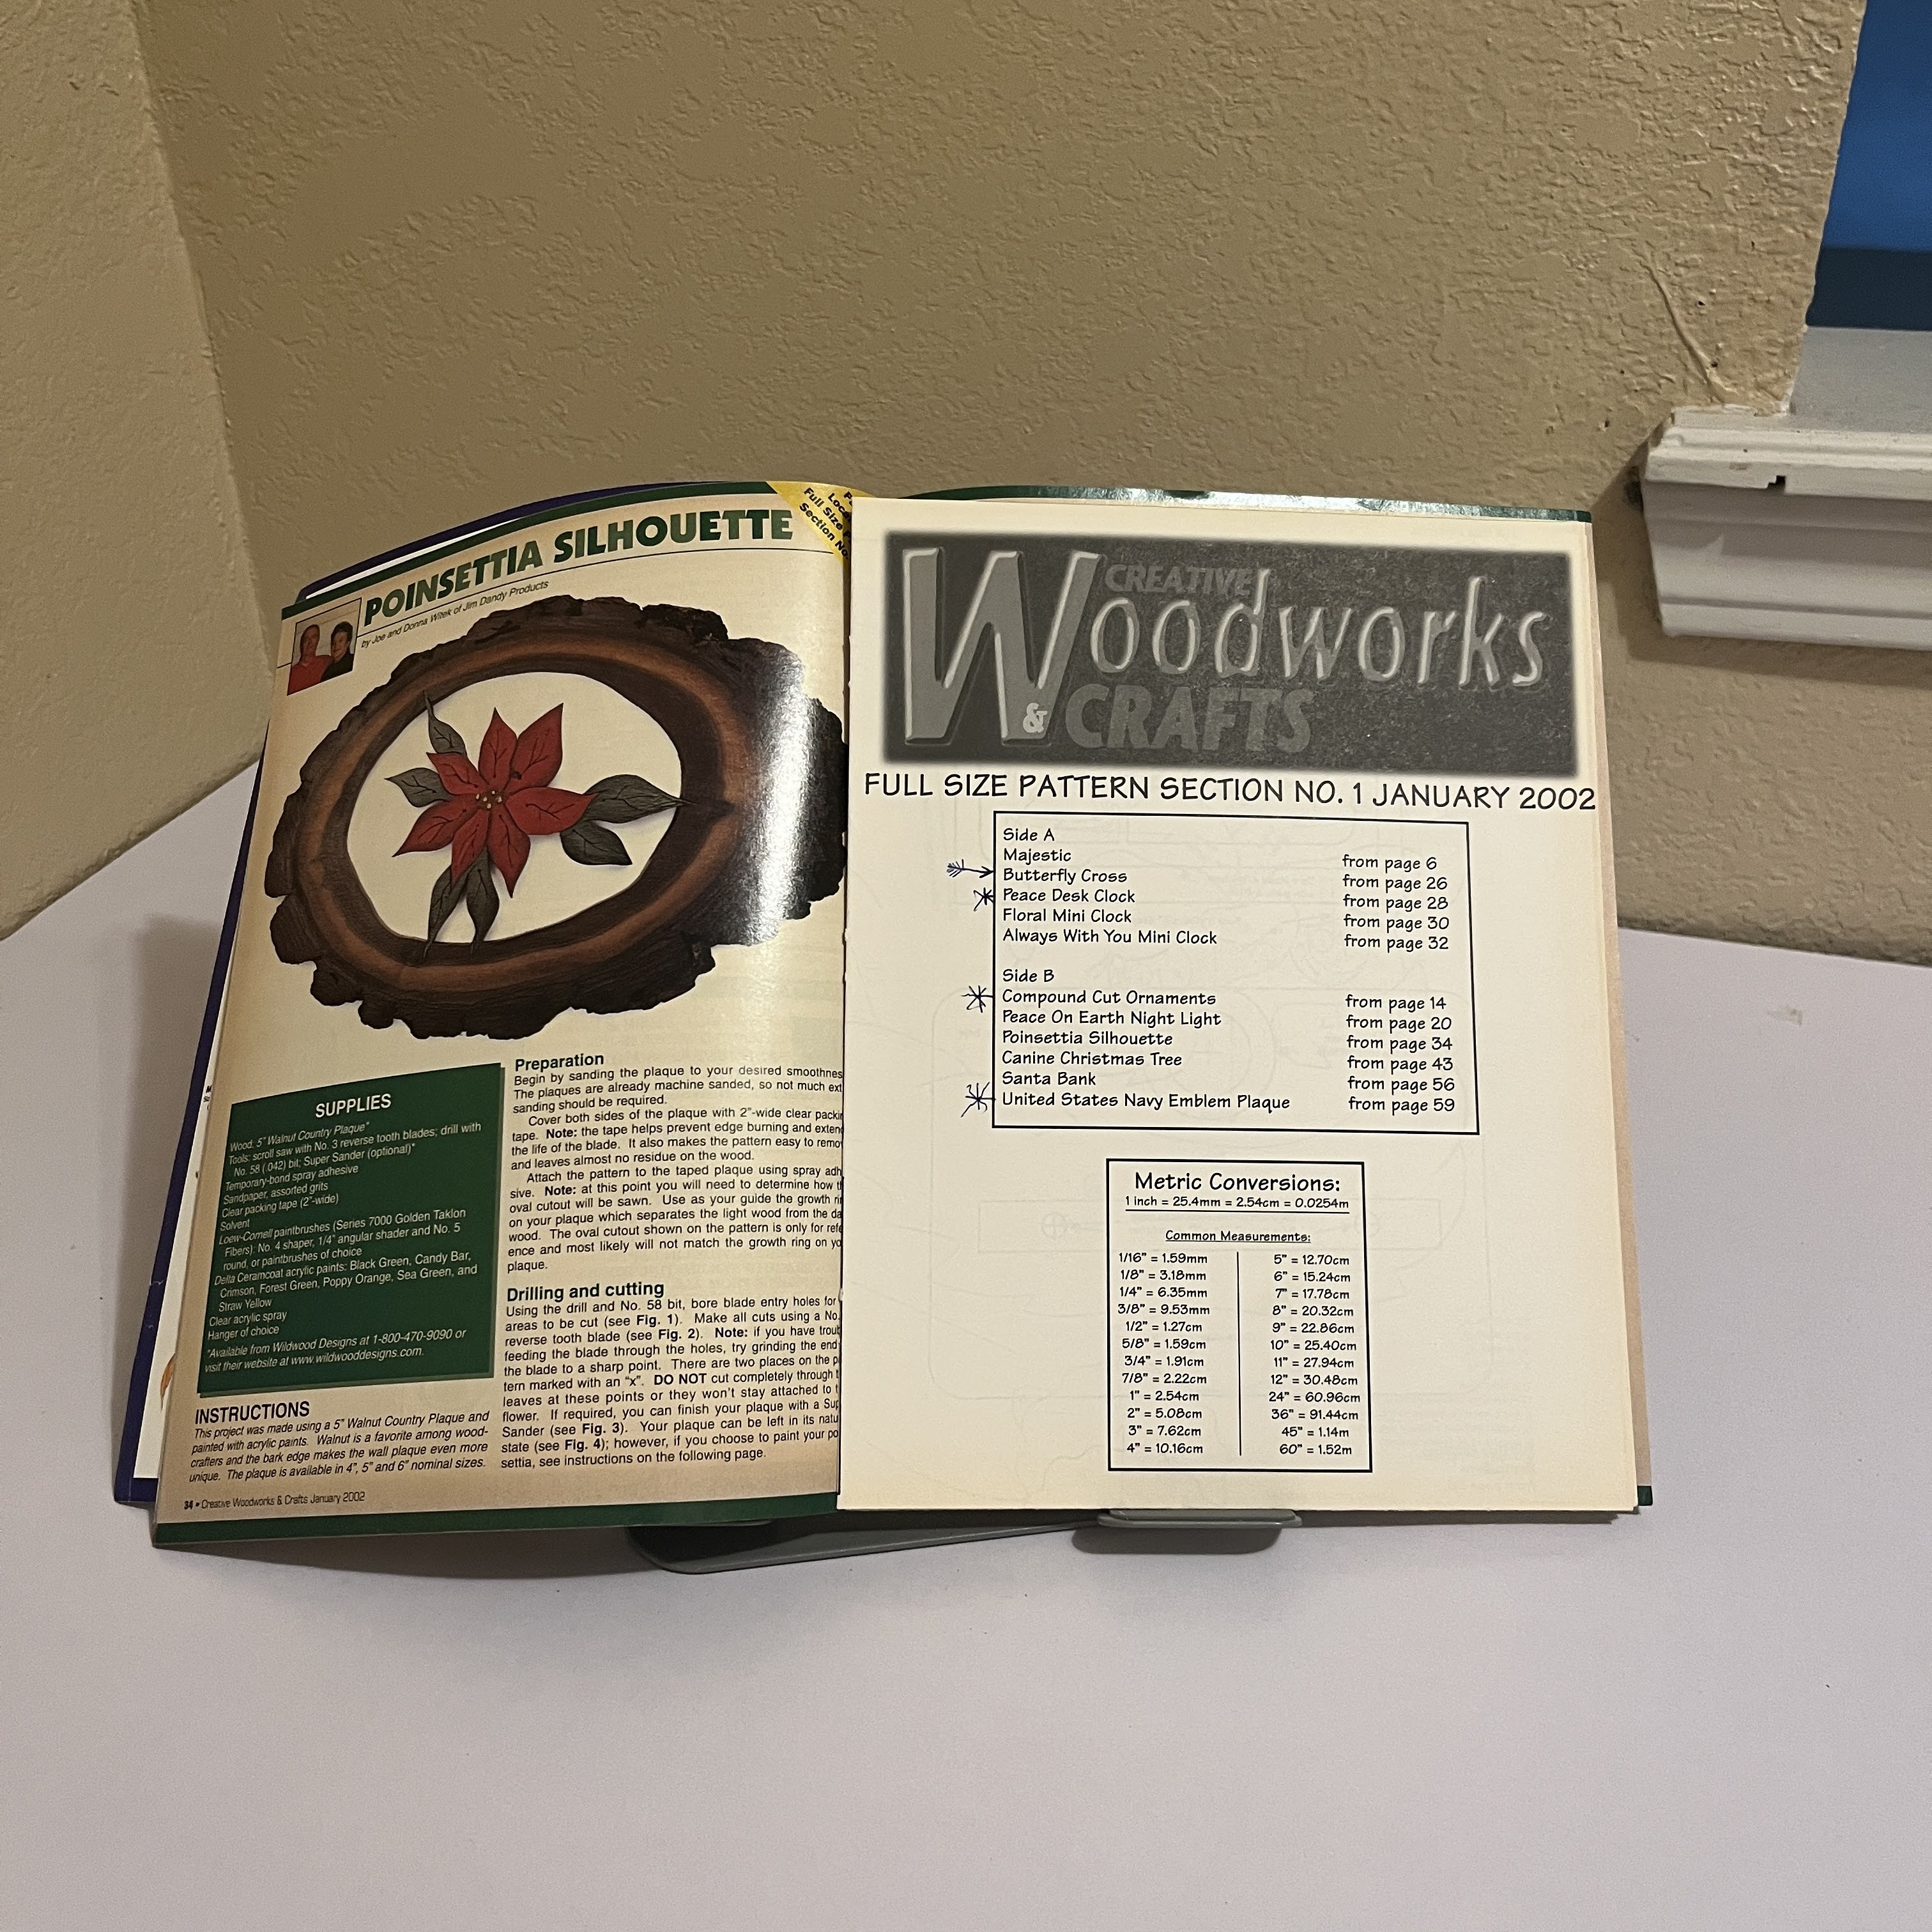 POINSETTIA SILHOUETTE
by Joe and Donna Witek of Jim Dandy Products
Full Size
Section
SUPPLIES
Wood: 5" Walnut Country Plaque*
Tools: scroll saw with No. 3 reverse tooth blades; drill with
No. 58 (.042) bit; Super Sander (optional)*
Temporary-bond spray adhesive
Sandpaper, assorted grits
Clear packing tape (2"-wide)
Solvent
Loew-Cornell paintbrushes (Series 7000 Golden Taklon
Fibers): No. 4 shaper, 1/4" angular shader and No. 5
round, or paintbrushes of choice
Delta Ceramcoat acrylic paints: Black Green, Candy Bar,
Crimson, Forest Green, Poppy Orange, Sea Green, and
Straw Yellow
Clear acrylic spray
Hanger of choice
*Available from Wildwood Designs at 1-800-470-9090 or
visit their website at www.wildwooddesigns.com.
INSTRUCTIONS
This project was made using a 5" Walnut Country Plaque and
painted with acrylic paints. Walnut is a favorite among wood-
crafters and the bark edge makes the wall plaque even more
unique. The plaque is available in 4", 5" and 6" nominal sizes.
34 • Creative Woodworks & Crafts January 2002
Preparation
Begin by sanding the plaque to your desired smoothnes
The plaques are already machine sanded, so not much ext
sanding should be required.
Cover both sides of the plaque with 2"-wide clear packin
tape. Note: the tape helps prevent edge burning and exten
the life of the blade. It also makes the pattern easy to remo
and leaves almost no residue on the wood.
Attach the pattern to the taped plaque using spray adh
sive. Note: at this point you will need to determine how t
oval cutout will be sawn. Use as your guide the growth ri
on your plaque which separates the light wood from the da
wood. The oval cutout shown on the pattern is only for refe
ence and most likely will not match the growth ring on yo
plaque.
Drilling and cutting
Using the drill and No. 58 bit, bore blade entry holes for
areas to be cut (see Fig. 1). Make all cuts using a No.
reverse tooth blade (see Fig. 2). Note: if you have trou
feeding the blade through the holes, try grinding the end
the blade to a sharp point. There are two places on the p
tern marked with an "x". DO NOT cut completely through t
leaves at these points or they won't stay attached to t
flower. If required, you can finish your plaque with a Sup
Sander (see Fig. 3). Your plaque can be left in its natu
state (see Fig. 4); however, if you choose to paint your po
settia, see instructions on the following page.
CREATIVE
Woodworks
& CRAFTS
FULL SIZE PATTERN SECTION NO. 1 JANUARY 2002
Side A
Majestic from page 6
Butterfly Cross from page 26
Peace Desk Clock from page 28
Floral Mini Clock from page 30
Always With You Mini Clock from page 32
Side B
Compound Cut Ornaments from page 14
Peace On Earth Night Light from page 20
Poinsettia Silhouette from page 34
Canine Christmas Tree from page 43
Santa Bank from page 56
United States Navy Emblem Plaque from page 59
Metric Conversions:
1 inch = 25.4mm = 2.54cm = 0.0254m
Common Measurements:
1/16" = 1.59mm 5" = 12.70cm
1/8" = 3.18mm 6" = 15.24cm
1/4" = 6.35mm 7" = 17.78cm
3/8" = 9.53mm 8" = 20.32cm
1/2" = 1.27cm 9" = 22.86cm
5/8" = 1.59cm 10" = 25.40cm
3/4" = 1.91cm 11" = 27.94cm
7/8" = 2.22cm 12" = 30.48cm
1" = 2.54cm 24" = 60.96cm
2" = 5.08cm 36" = 91.44cm
3" = 7.62cm 45" = 1.14m
4" = 10.16cm 60" = 1.52m